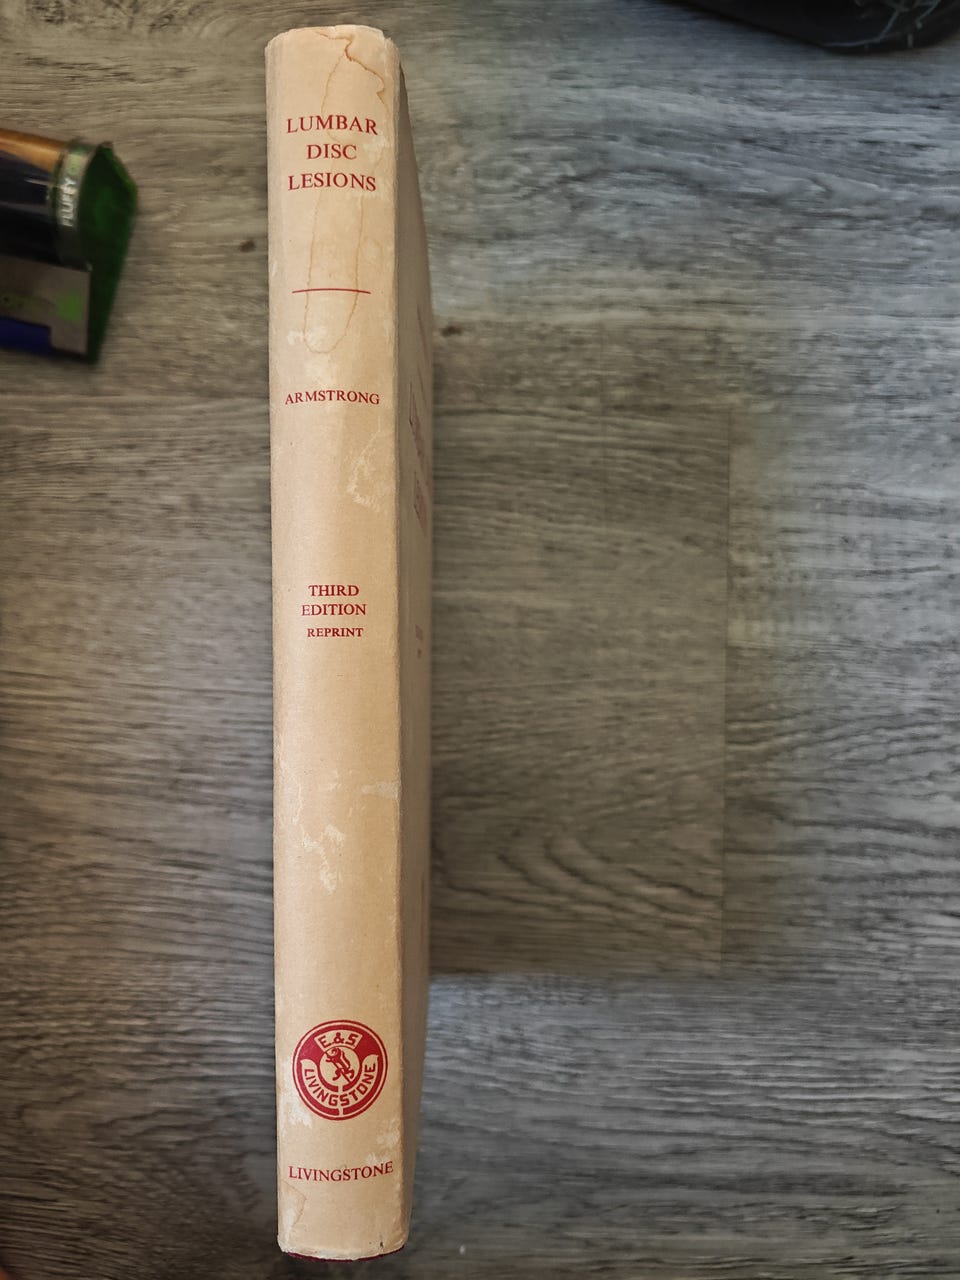 LUMBAR
DISC
LESIONS
ARMSTRONG
THIRD
EDITION
REPRINT
E.&S
LIVINGSTONE
LIVINGSTONE